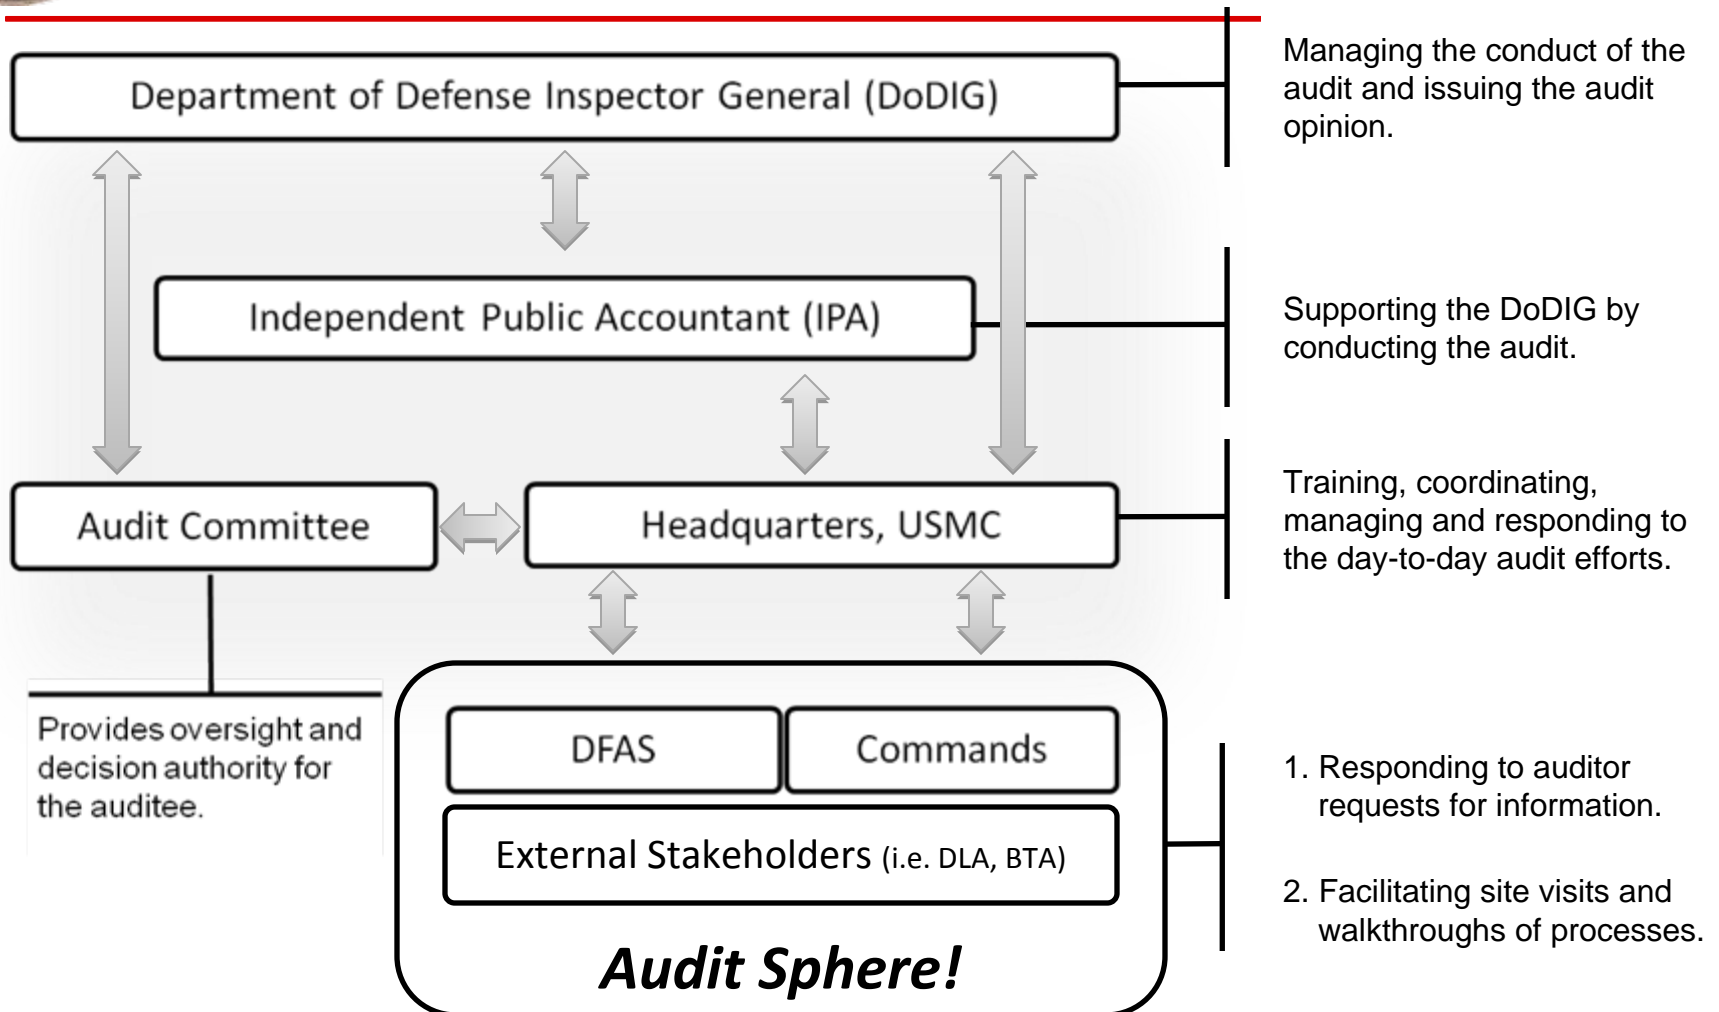 Department of Defense Inspector General (DoDIG)
Managing the conduct of the
audit and issuing the audit
opinion.
Independent Public Accountant (IPA)
Supporting the DoDIG by
conducting the audit.
Audit Committee
Headquarters, USMC
Training, coordinating,
managing and responding to
the day-to-day audit efforts.
Provides oversight and
decision authority for
the auditee.
DFAS
Commands
External Stakeholders (i.e. DLA, BTA)
Audit Sphere!
1. Responding to auditor
requests for information.
2. Facilitating site visits and
walkthroughs of processes.